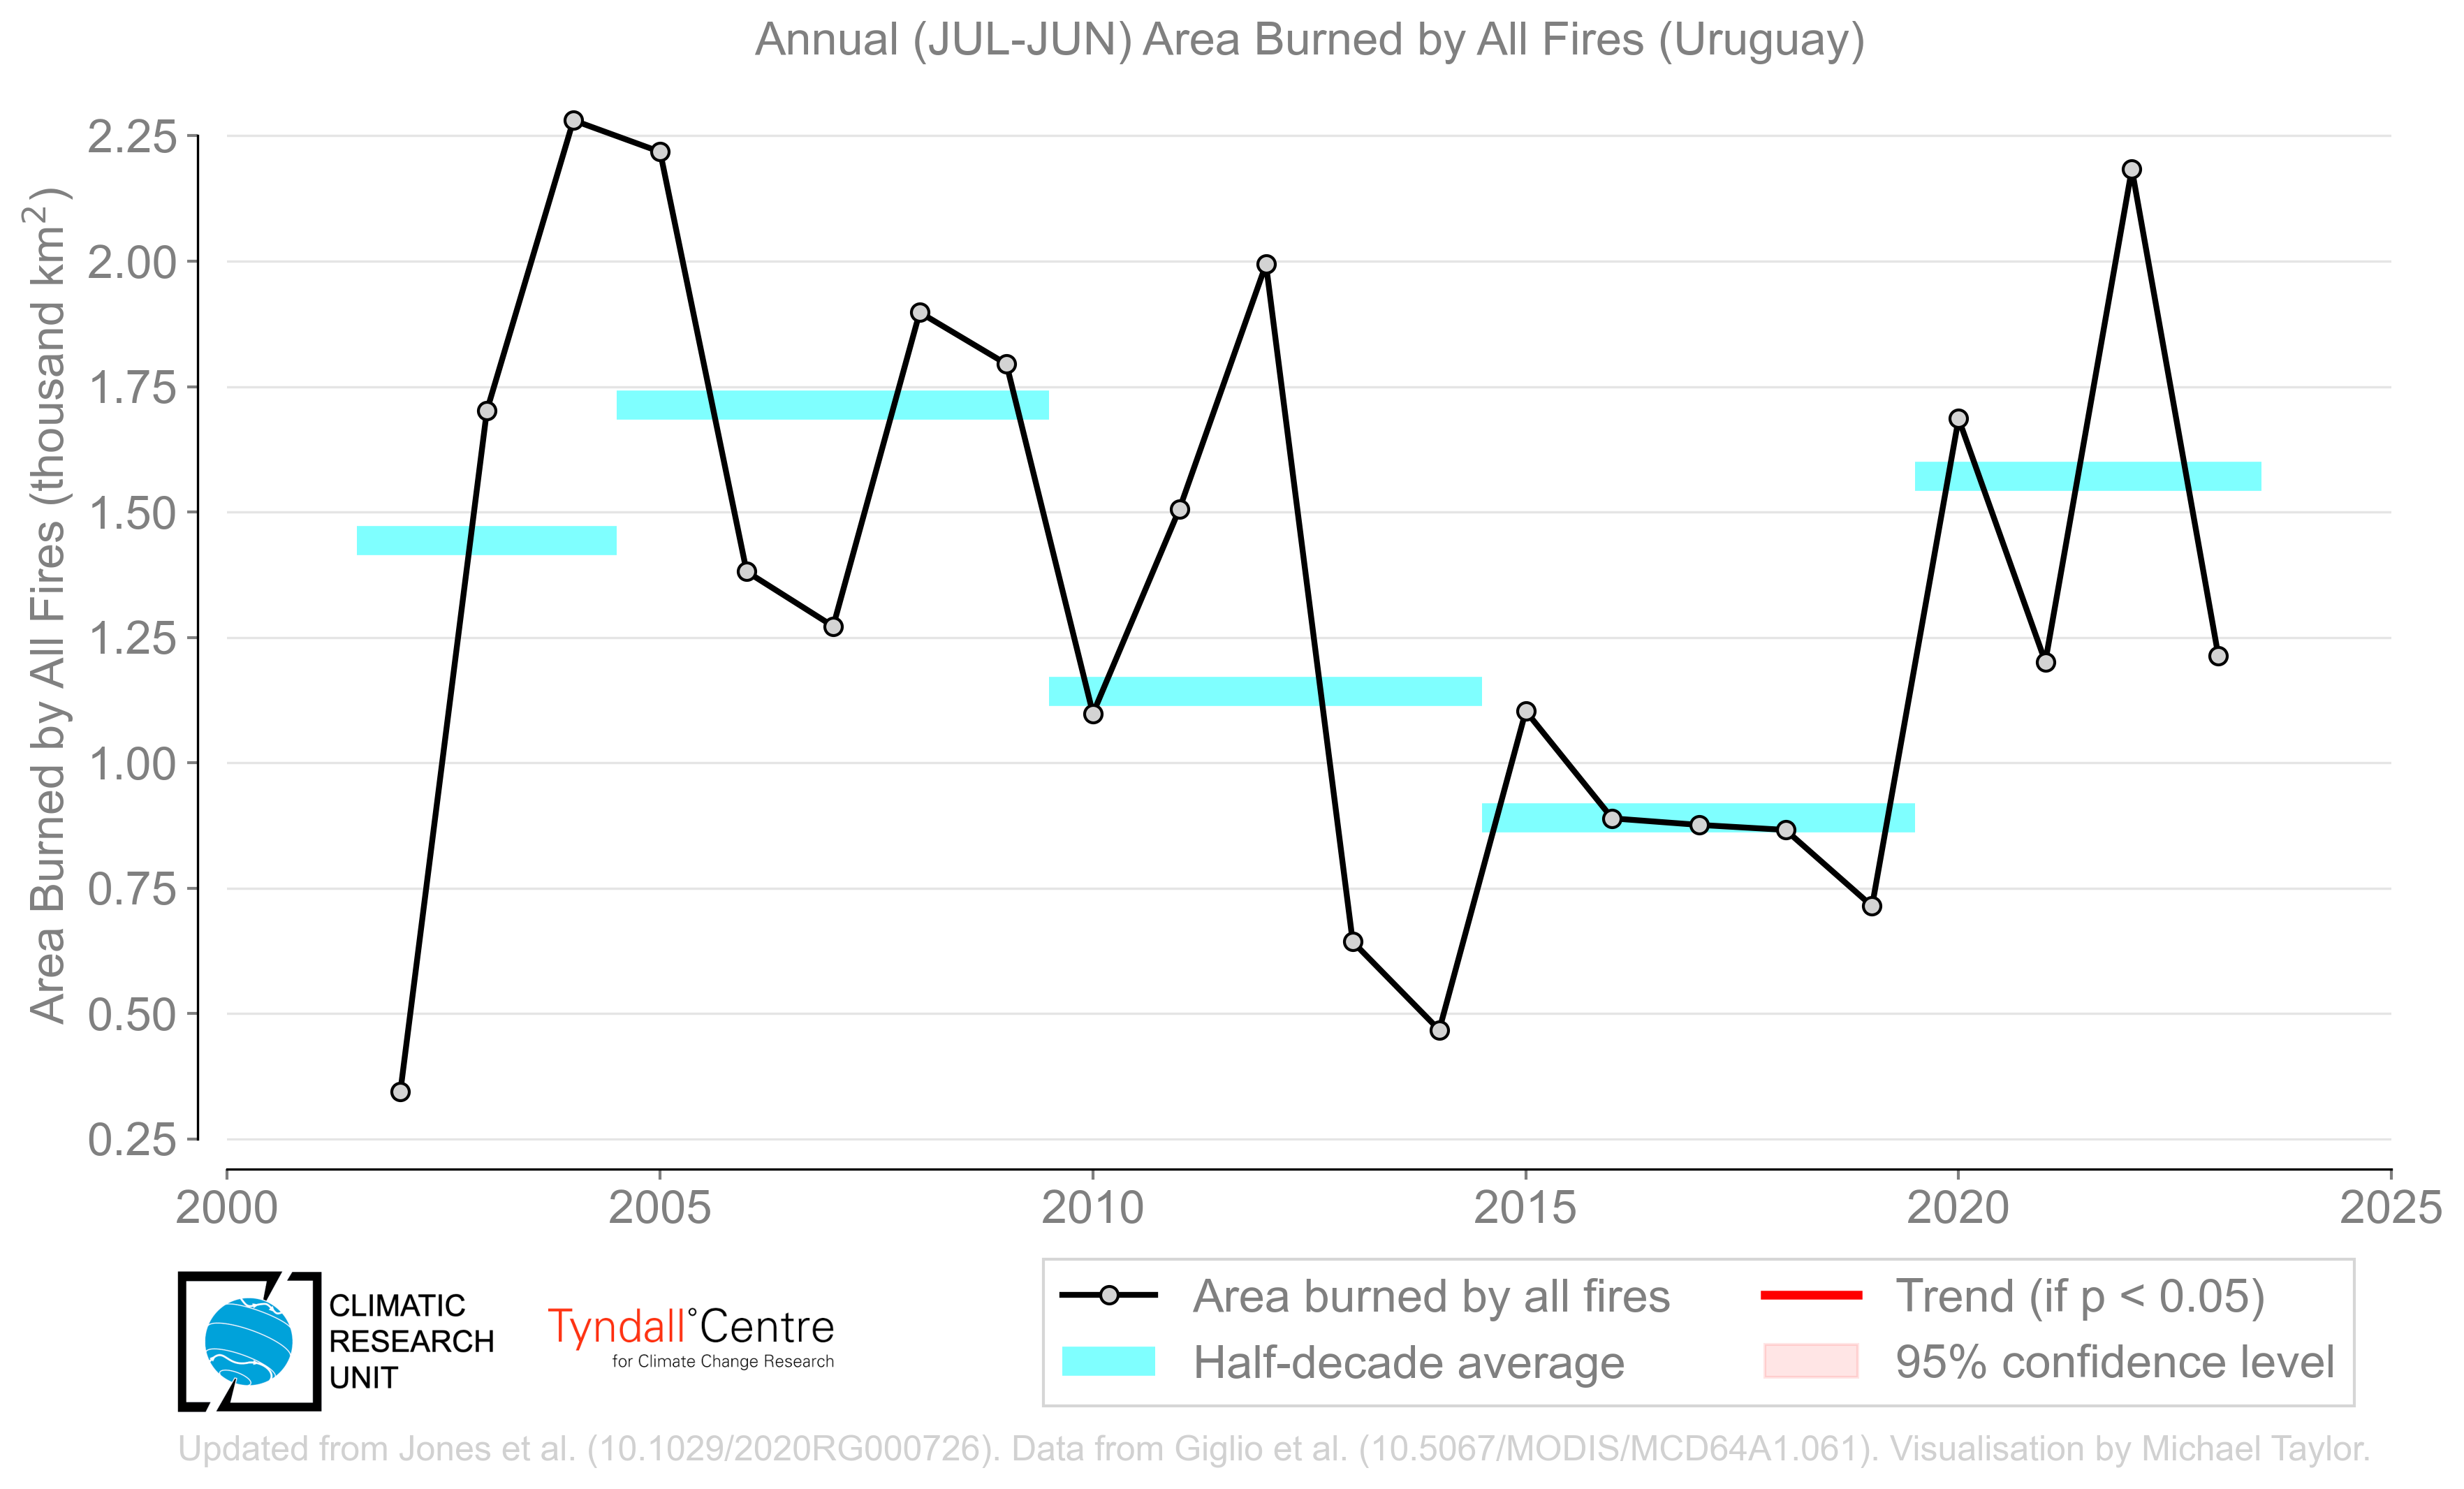 Annual (JUL-JUN) Area Burned by All Fires (Uruguay)
Area Burned by All Fires (thousand km²)
2.25
2.00
1.75
1.50
1.25
1.00
0.75
0.50
0.25
2000 2005 2010 2015 2020 2025
CLIMATIC
RESEARCH
UNIT
Tyndall°Centre
for Climate Change Research
Area burned by all fires
Half-decade average
Trend (if p < 0.05)
95% confidence level
Updated from Jones et al. (10.1029/2020RG000726). Data from Giglio et al. (10.5067/MODIS/MCD64A1.061). Visualisation by Michael Taylor.